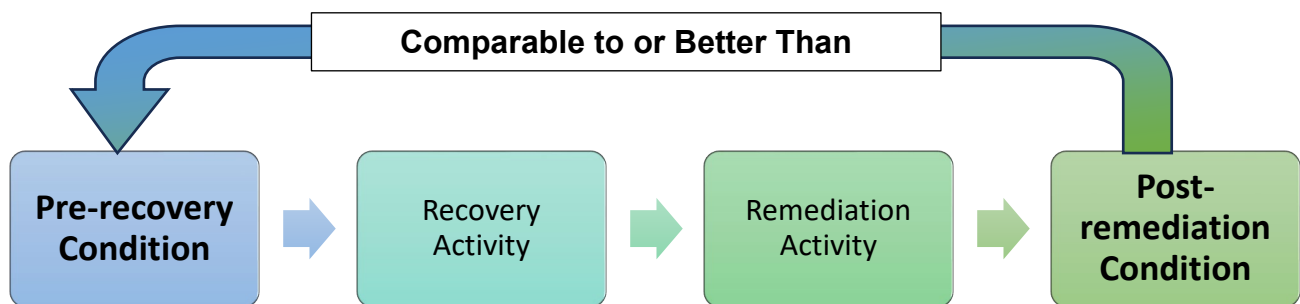 Comparable to or Better Than
Pre-recovery
Condition
Recovery
Activity
Remediation
Activity
Post-
remediation
Condition